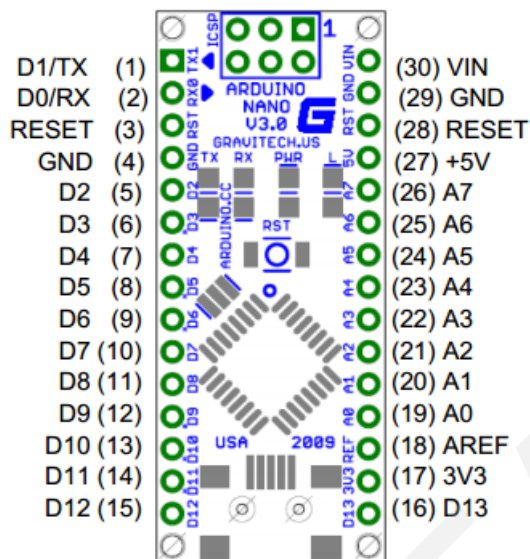 ICSP
1
D1/TX (1) TX1 VIN (30) VIN
D0/RX (2) RX0 ARDUINO GND (29) GND
NANO
RESET (3) RST V3.0 G RST (28) RESET
GRAVITECH.US
GND (4) GND TX RX PWR L 5V (27) +5V
D2 (5) D2 A7 (26) A7
D3 (6) D3 ARDUINO.CC RST A6 (25) A6
D4 (7) D4 A5 (24) A5
D5 (8) D5 A4 (23) A4
D6 (9) D6 A3 (22) A3
D7 (10) D7 A2 (21) A2
D8 (11) D8 A1 (20) A1
D9 (12) D9 A0 (19) A0
D10 (13) D10 USA 2009 REF (18) AREF
D11 (14) D11 3V3 (17) 3V3
D12 (15) D12 D13 (16) D13